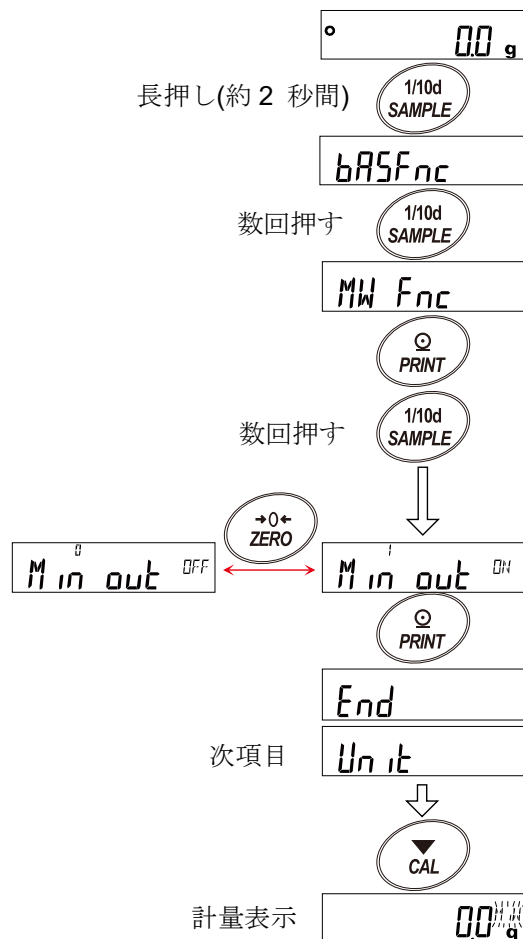 0.0 g
長押し(約2 秒間)
1/10d
SAMPLE
bASFnc
数回押す
1/10d
SAMPLE
MW Fnc
PRINT
数回押す
1/10d
SAMPLE
→0←
ZERO
0
Min out OFF
1
Min out ON
PRINT
End
次項目
Unit
CAL
計量表示
0.0 g